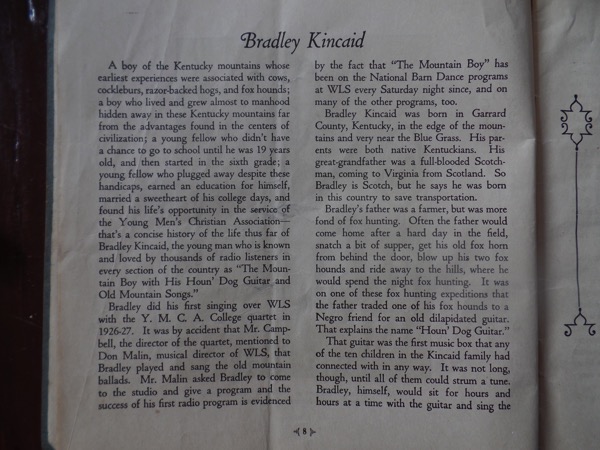 Bradley Kincaid
A boy of the Kentucky mountains whose
earliest experiences were associated with cows,
cockleburs, razor-backed hogs, and fox hounds;
a boy who lived and grew almost to manhood
hidden away in these Kentucky mountains far
from the advantages found in the centers of
civilization; a young fellow who didn't have
a chance to go to school until he was 19 years
old, and then started in the sixth grade; a
young fellow who plugged away despite these
handicaps, earned an education for himself,
married a sweetheart of his college days, and
found his life's opportunity in the service of
the Young Men's Christian Association—
that's a concise history of the life thus far of
Bradley Kincaid, the young man who is known
and loved by thousands of radio listeners in
every section of the country as "The Moun-
tain Boy with His Houn' Dog Guitar and
Old Mountain Songs."
Bradley did his first singing over WLS
with the Y. M. C. A. College quartet in
1926-27. It was by accident that Mr. Camp-
bell, the director of the quartet, mentioned to
Don Malin, musical director of WLS, that
Bradley played and sang the old mountain
ballads. Mr. Malin asked Bradley to come
to the studio and give a program and the
success of his first radio program is evidenced
by the fact that "The Mountain Boy" has
been on the National Barn Dance programs
at WLS every Saturday night since, and on
many of the other programs, too.
Bradley Kincaid was born in Garrard
County, Kentucky, in the edge of the moun-
tains and very near the Blue Grass. His par-
ents were both native Kentuckians. His
great-grandfather was a full-blooded Scotch-
man, coming to Virginia from Scotland. So
Bradley is Scotch, but he says he was born
in this country to save transportation.
Bradley's father was a farmer, but was more
fond of fox hunting. Often the father would
come home after a hard day in the field,
snatch a bit of supper, get his old fox horn
from behind the door, blow up his two fox
hounds and ride away to the hills, where he
would spend the night fox hunting. It was
on one of these fox hunting expeditions that
the father traded one of his fox hounds to a
Negro friend for an old dilapidated guitar.
That explains the name "Houn' Dog Guitar."
That guitar was the first music box that any
of the ten children in the Kincaid family had
connected with in any way. It was not long,
though, until all of them could strum a tune.
Bradley, himself, would sit for hours and
hours at a time with the guitar and sing the
8